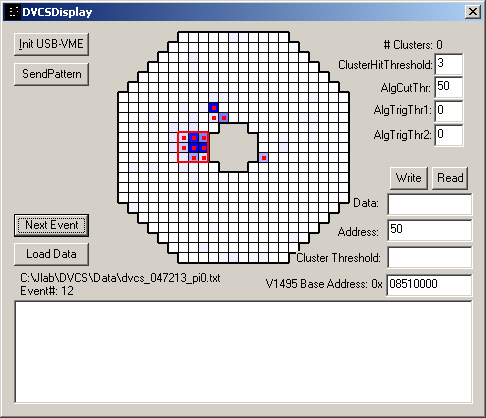 DVCSDisplay
Init USB-VME
SendPattern
# Clusters: 0
ClusterHitThreshold: 3
AlgCutThr: 50
AlgTrigThr1: 0
AlgTrigThr2: 0
Write Read
Data:
Next Event
Address: 50
Load Data
Cluster Threshold:
C:\Jlab\DVCS\Data\dvcs_047213_pi0.txt
Event#: 12
V1495 Base Address: 0x 08510000